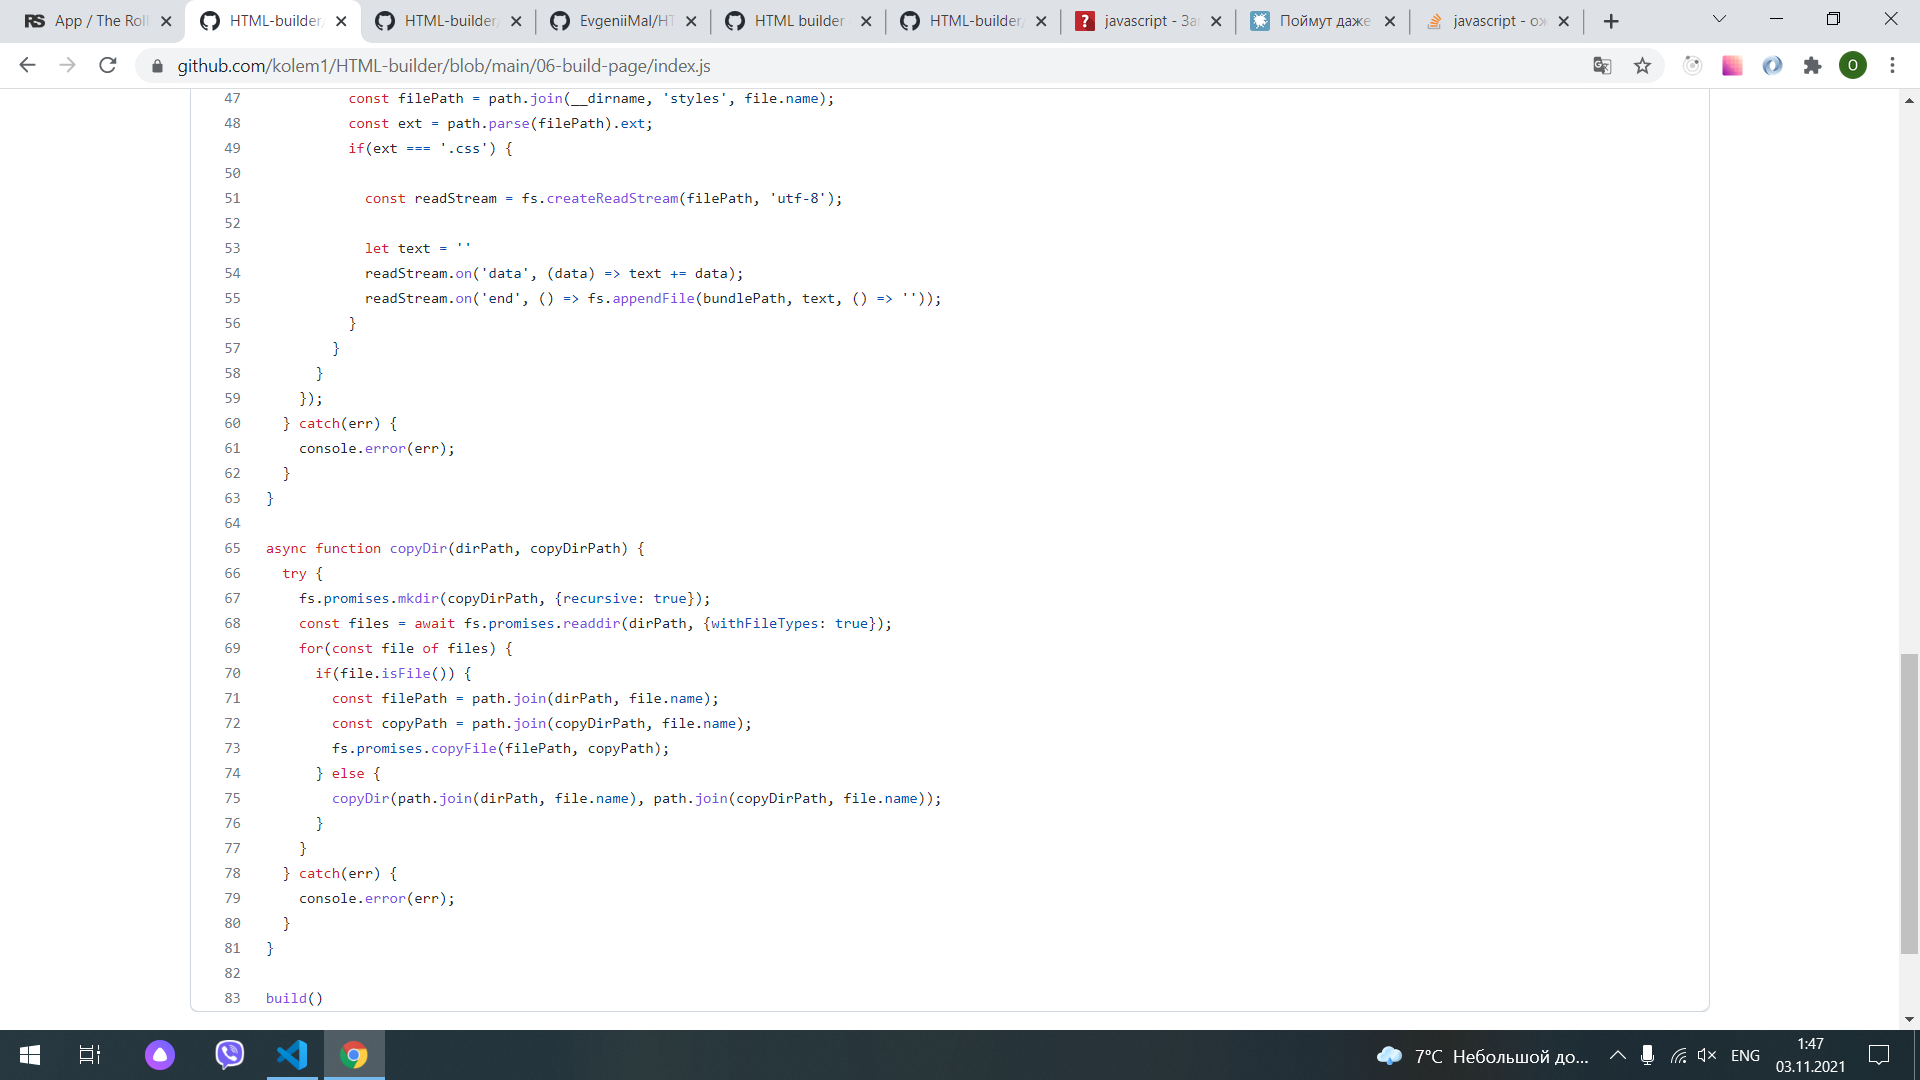 App / The Roll
HTML-builder/
HTML-builder/
EvgeniiMal/HT
HTML builder
HTML-builder/
javascript - За
Поймут даже
javascript - ож
github.com/kolem1/HTML-builder/blob/main/06-build-page/index.js
47 const filePath = path.join(__dirname, 'styles', file.name);
48 const ext = path.parse(filePath).ext;
49 if(ext === '.css') {
50
51 const readStream = fs.createReadStream(filePath, 'utf-8');
52
53 let text = ''
54 readStream.on('data', (data) => text += data);
55 readStream.on('end', () => fs.appendFile(bundlePath, text, () => ''));
56 }
57 }
58 }
59 });
60 } catch(err) {
61 console.error(err);
62 }
63 }
64
65 async function copyDir(dirPath, copyDirPath) {
66 try {
67 fs.promises.mkdir(copyDirPath, {recursive: true});
68 const files = await fs.promises.readdir(dirPath, {withFileTypes: true});
69 for(const file of files) {
70 if(file.isFile()) {
71 const filePath = path.join(dirPath, file.name);
72 const copyPath = path.join(copyDirPath, file.name);
73 fs.promises.copyFile(filePath, copyPath);
74 } else {
75 copyDir(path.join(dirPath, file.name), path.join(copyDirPath, file.name));
76 }
77 }
78 } catch(err) {
79 console.error(err);
80 }
81 }
82
83 build()
7°C Небольшой до...
ENG
1:47
03.11.2021